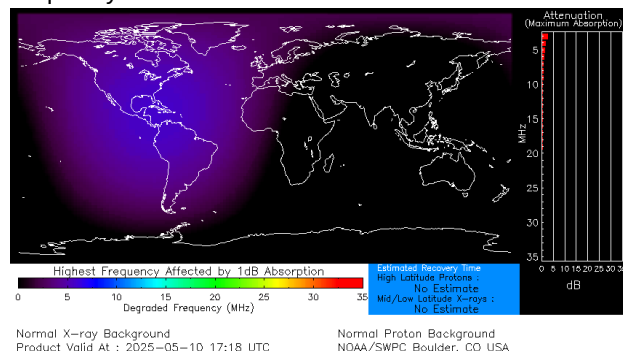 Attenuation
(Maximum Absorption)
5
10
15
20
25
30
35
MHz
0 5 10 15 20 25 30 35
dB
Highest Frequency Affected by 1dB Absorption
0 5 10 15 20 25 30 35
Degraded Frequency (MHz)
Estimated Recovery Time
High Latitude Protons :
No Estimate
Mid/Low Latitude X-rays :
No Estimate
Normal X-ray Background
Normal Proton Background
Product Valid At : 2025-05-10 17:18 UTC
NOAA/SWPC Boulder, CO USA